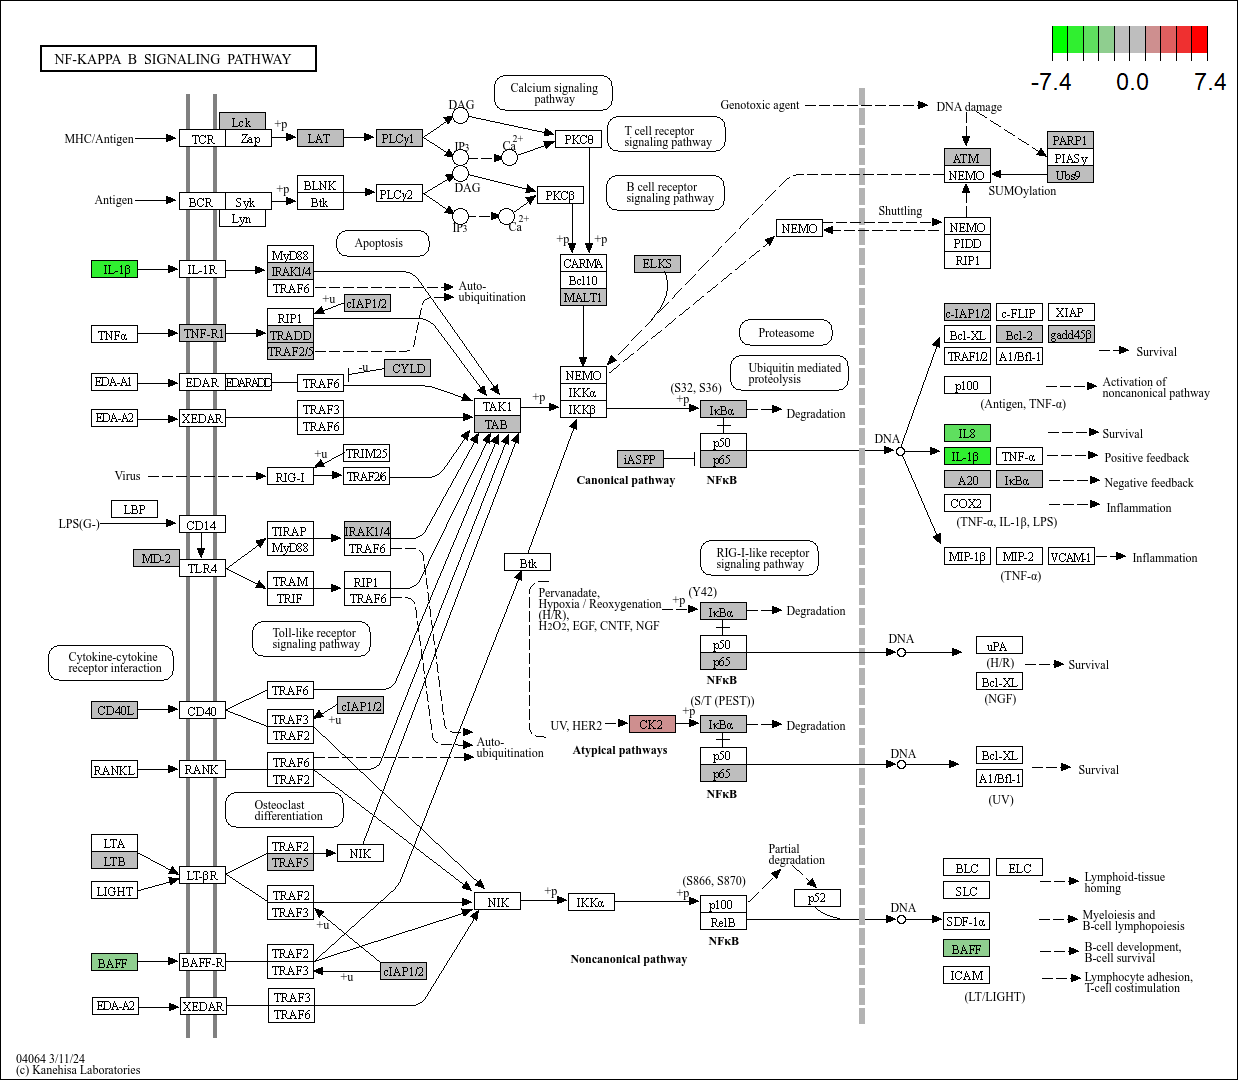 NF-KAPPA B SIGNALING PATHWAY
-7.4 0.0 7.4
Calcium signaling
pathway
T cell receptor
signaling pathway
B cell receptor
signaling pathway
Genotoxic agent
DNA damage
MHC/Antigen
TCR
Lck
Zap
+p
LAT
PLCγ1
DAG
IP3
Ca2+
PKCθ
Antigen
BCR
Syk
Lyn
+p
BLNK
Btk
PLCγ2
DAG
IP3
Ca2+
PKCβ
+p
+p
ATM
NEMO
PARP1
PIASy
Ubs9
SUMOylation
Shuttling
NEMO
NEMO
PIDD
RIP1
Apoptosis
IL-1β
IL-1R
MyD88
IRAK1/4
TRAF6
Auto-
ubiquitination
CARMA
Bcl10
MALT1
ELKS
TNFα
TNF-R1
RIP1
TRADD
TRAF2/5
+u
cIAP1/2
Proteasome
Ubiquitin mediated
proteolysis
EDA-A1
EDAR
EDARADD
TRAF6
-u
CYLD
EDA-A2
XEDAR
TRAF3
TRAF6
TAK1
TAB
+p
NEMO
IKKα
IKKβ
(S32, S36)
+p
IκBα
Degradation
p50
p65
iASPP
Canonical pathway
NFκB
DNA
c-IAP1/2
c-FLIP
XIAP
Bcl-XL
Bcl-2
gadd45β
TRAF1/2
A1/Bfl-1
Survival
p100
Activation of
noncanonical pathway
(Antigen, TNF-α)
IL8
Survival
IL-1β
TNF-α
Positive feedback
A20
IκBα
Negative feedback
COX2
Inflammation
(TNF-α, IL-1β, LPS)
MIP-1β
MIP-2
VCAM-1
Inflammation
(TNF-α)
Virus
RIG-I
+u
TRIM25
TRAF2/6
LBP
LPS(G-)
CD14
MD-2
TLR4
TIRAP
MyD88
IRAK1/4
TRAF6
TRAM
TRIF
RIP1
TRAF6
Btk
RIG-I-like receptor
signaling pathway
Pervanadate,
Hypoxia / Reoxygenation
(H/R),
H2O2, EGF, CNTF, NGF
+p
(Y42)
IκBα
Degradation
p50
p65
NFκB
DNA
uPA
(H/R)
Bcl-XL
(NGF)
Survival
Toll-like receptor
signaling pathway
Cytokine-cytokine
receptor interaction
CD40L
CD40
TRAF6
TRAF3
TRAF2
cIAP1/2
+u
Auto-
ubiquitination
UV, HER2
CK2
+p
(S/T (PEST))
IκBα
Degradation
Atypical pathways
p50
p65
NFκB
DNA
Bcl-XL
A1/Bfl-1
(UV)
Survival
RANKL
RANK
TRAF6
TRAF2
Osteoclast
differentiation
LTA
LTB
LIGHT
LT-βR
TRAF2
TRAF5
NIK
TRAF2
TRAF3
+u
NIK
+p
IKKα
+p
(S866, S870)
p100
RelB
NFκB
Partial
degradation
p52
DNA
BLC
ELC
SLC
Lymphoid-tissue
homing
SDF-1α
Myeloiesis and
B-cell lymphopoiesis
BAFF
B-cell development,
B-cell survival
ICAM
Lymphocyte adhesion,
T-cell costimulation
(LT/LIGHT)
BAFF
BAFF-R
TRAF2
TRAF3
+u
cIAP1/2
Noncanonical pathway
EDA-A2
XEDAR
TRAF3
TRAF6
04064 3/11/24
(c) Kanehisa Laboratories